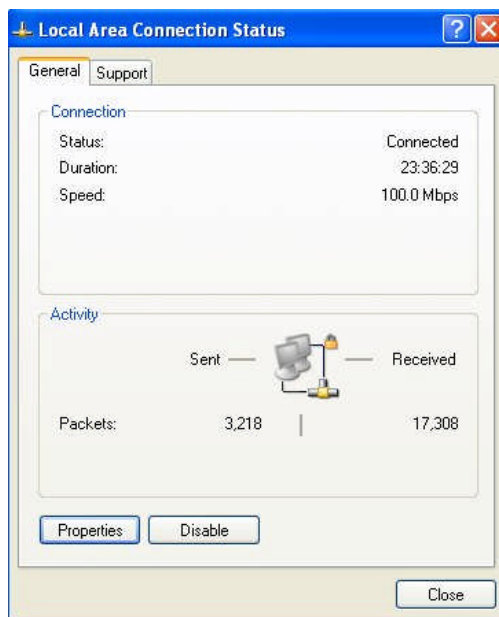 Local Area Connection Status
General Support
Connection
Status: Connected
Duration: 23:36:29
Speed: 100.0 Mbps
Activity
Sent Received
Packets: 3,218 17,308
Properties Disable
Close